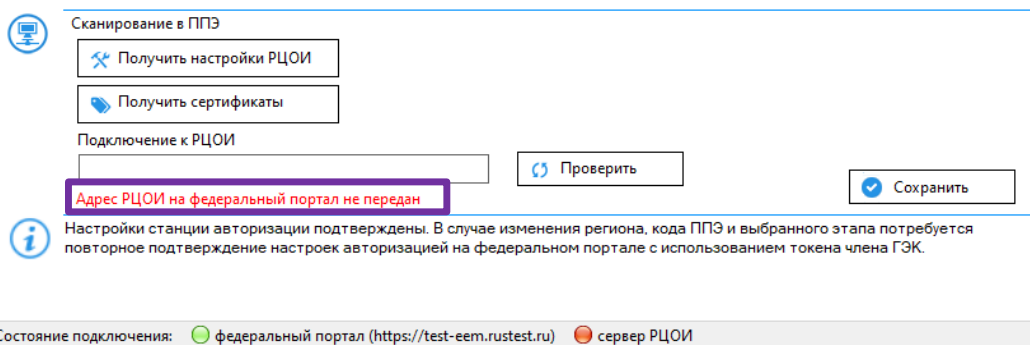 Сканирование в ППЭ
Получить настройки РЦОИ
Получить сертификаты
Подключение к РЦОИ
Проверить
Адрес РЦОИ на федеральный портал не передан
Сохранить
Настройки станции авторизации подтверждены. В случае изменения региона, кода ППЭ и выбранного этапа потребуется
повторное подтверждение настроек авторизацией на федеральном портале с использованием токена члена ГЭК.
Состояние подключения: федеральный портал (https://test-eem.rustest.ru) сервер РЦОИ